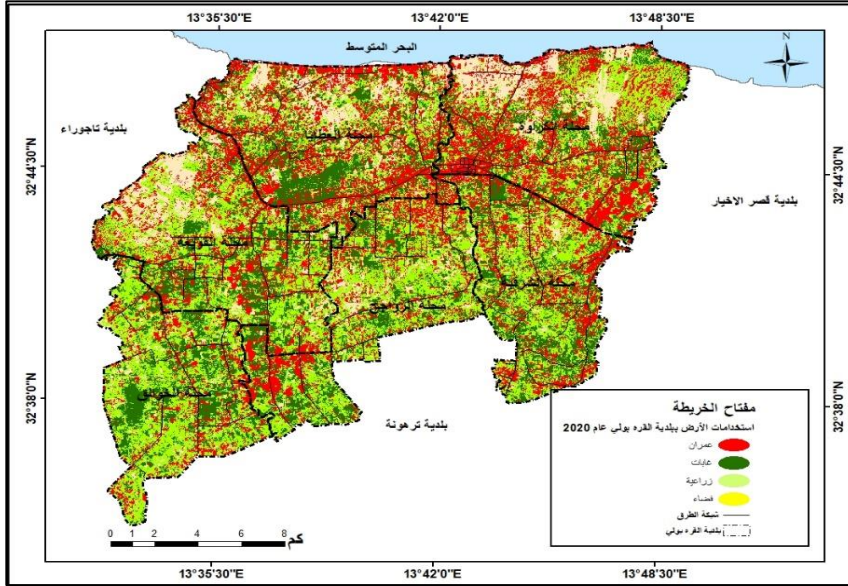 13°35'30"E
13°42'0"E
13°48'30"E
البحر المتوسط
N
بلدية تاجوراء
32°44'30"N
32°44'30"N
بلدية قصر الاخيار
32°38'0"N
32°38'0"N
بلدية ترهونة
مفتاح الخريطة
استخدامات الأرض ببلدية القره بولي عام 2020
عمران
غابات
زراعية
فضاء
شبكة الطرق
بلدية القره بولي
0 1 2 4 6 8 كم
13°35'30"E
13°42'0"E
13°48'30"E